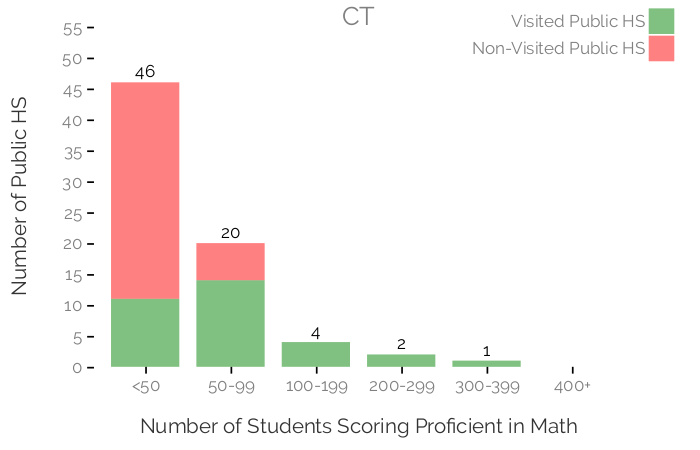 CT
Visited Public HS
Non-Visited Public HS
Number of Public HS
55
50
45
40
35
30
25
20
15
10
5
0
46
20
4
2
1
<50 50-99 100-199 200-299 300-399 400+
Number of Students Scoring Proficient in Math